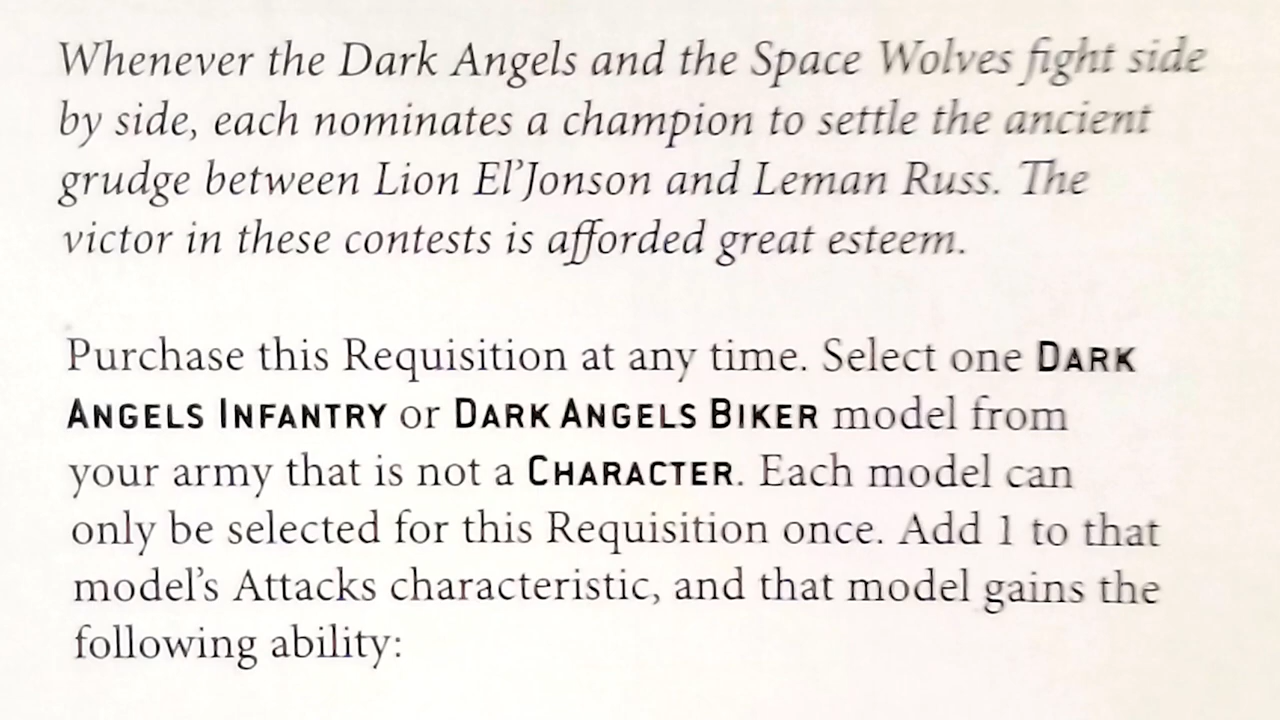 Whenever the Dark Angels and the Space Wolves fight side
by side, each nominates a champion to settle the ancient
grudge between Lion El’Jonson and Leman Russ. The
victor in these contests is afforded great esteem.
Purchase this Requisition at any time. Select one DARK
ANGELS INFANTRY or DARK ANGELS BIKER model from
your army that is not a CHARACTER. Each model can
only be selected for this Requisition once. Add 1 to that
model’s Attacks characteristic, and that model gains the
following ability: